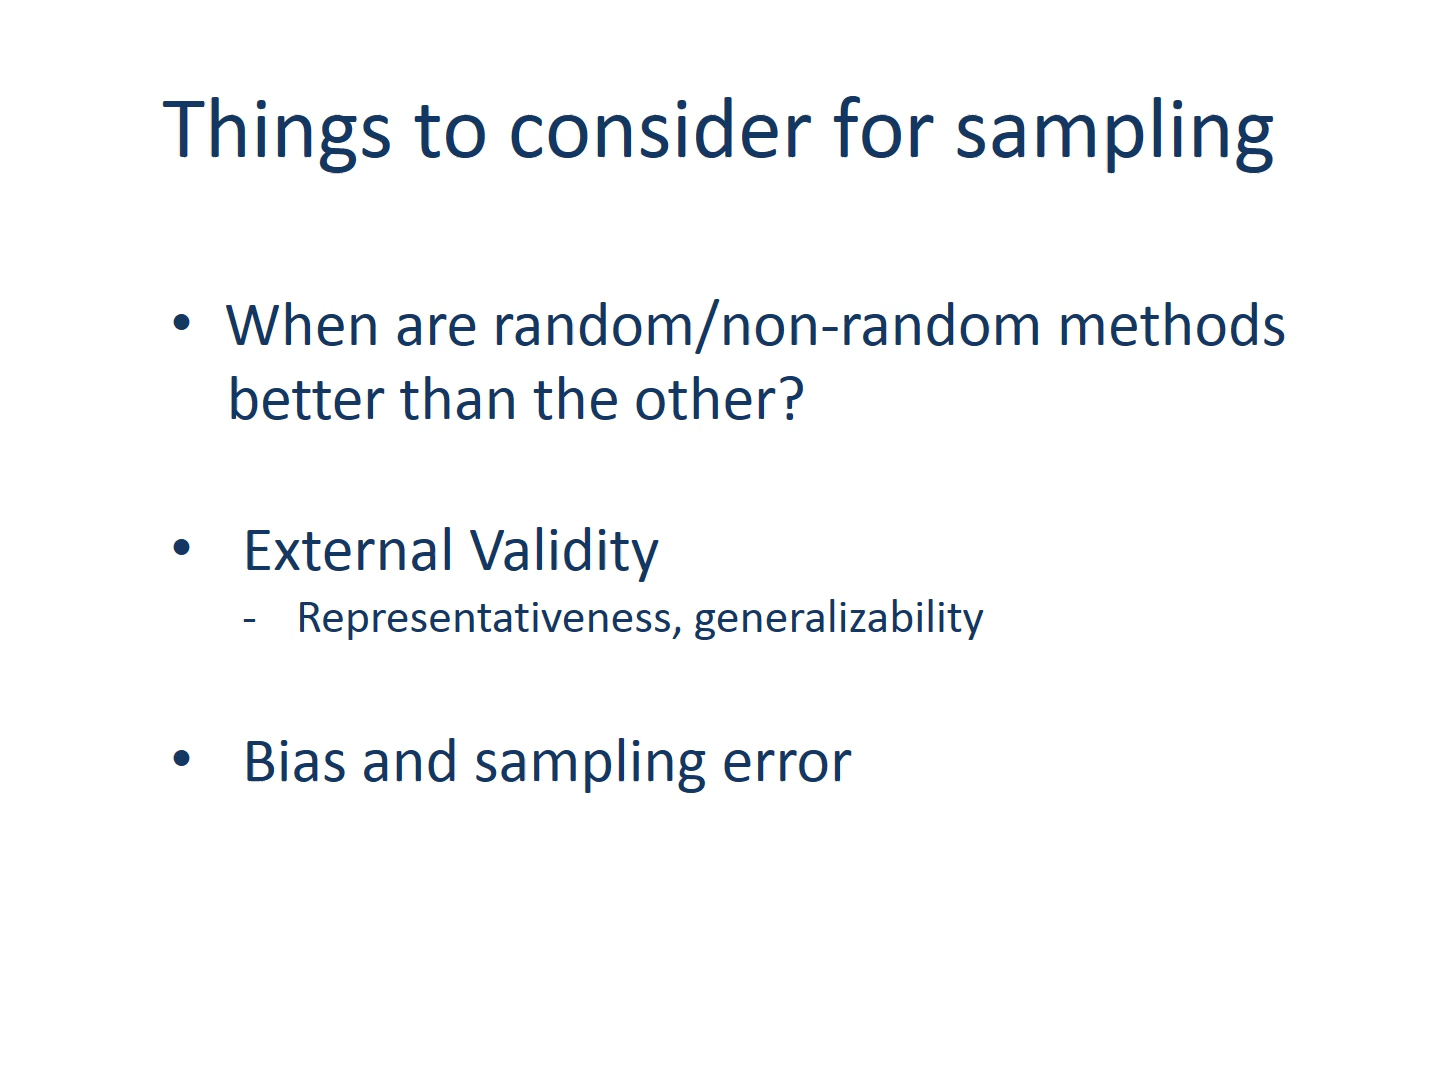 Things to consider for sampling
• When are random/non-random methods
better than the other?
• External Validity
- Representativeness, generalizability
• Bias and sampling error